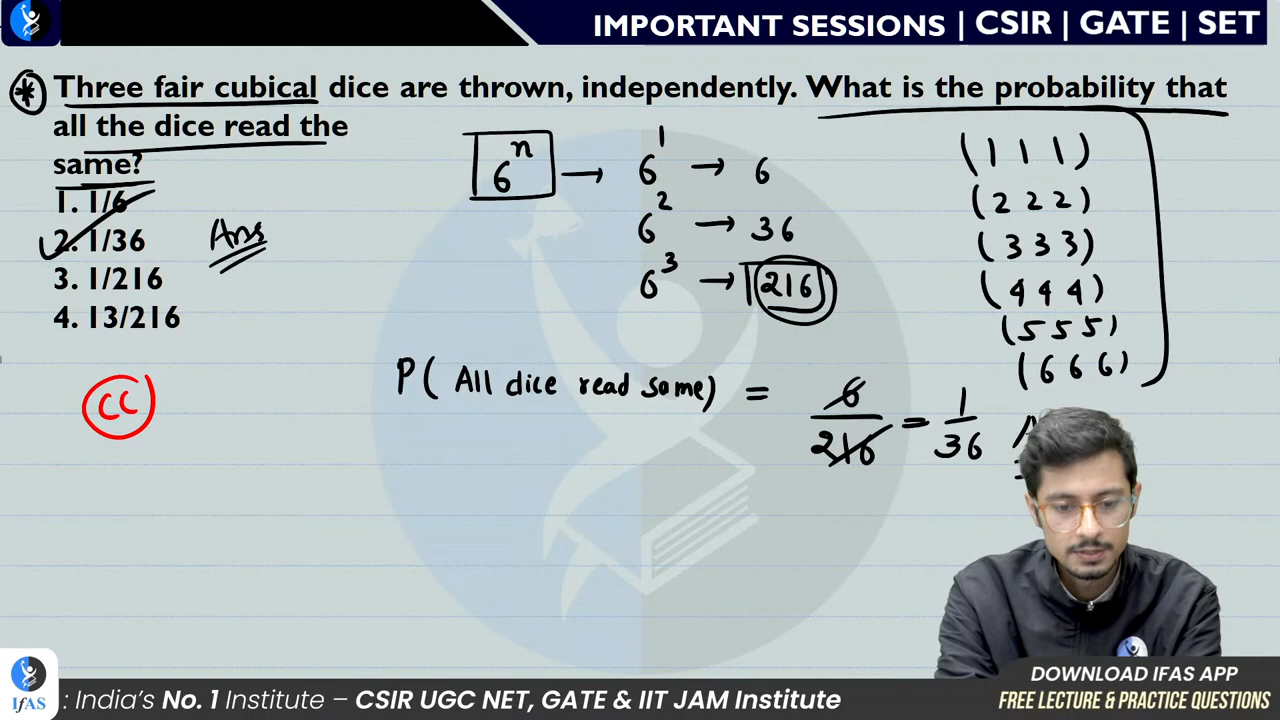 IMPORTANT SESSIONS | CSIR | GATE | SET
* Three fair cubical dice are thrown, independently. What is the probability that
all the dice read the
same?
1. 1/6
2. 1/36
3. 1/216
4. 13/216
Ans
6^n → 6^1 → 6
6^2 → 36
6^3 → 216
(1 1 1)
(2 2 2)
(3 3 3)
(4 4 4)
(5 5 5)
(6 6 6)
CC
P( All dice read same) = 6/216 = 1/36
DOWNLOAD IFAS APP
FREE LECTURE & PRACTICE QUESTIONS
IFAS : India's No. 1 Institute – CSIR UGC NET, GATE & IIT JAM Institute